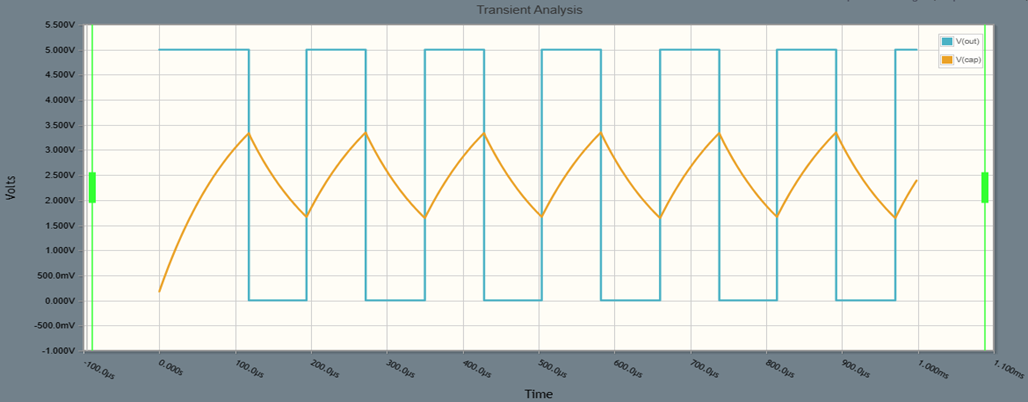 Transient Analysis
5.500V
5.000V
4.500V
4.000V
3.500V
3.000V
2.500V
2.000V
1.500V
1.000V
500.0mV
0.000V
-500.0mV
-1.000V
Volts
V(out)
V(cap)
-100.0µs
0.000s
100.0µs
200.0µs
300.0µs
400.0µs
500.0µs
600.0µs
700.0µs
800.0µs
900.0µs
1.000ms
1.100ms
Time